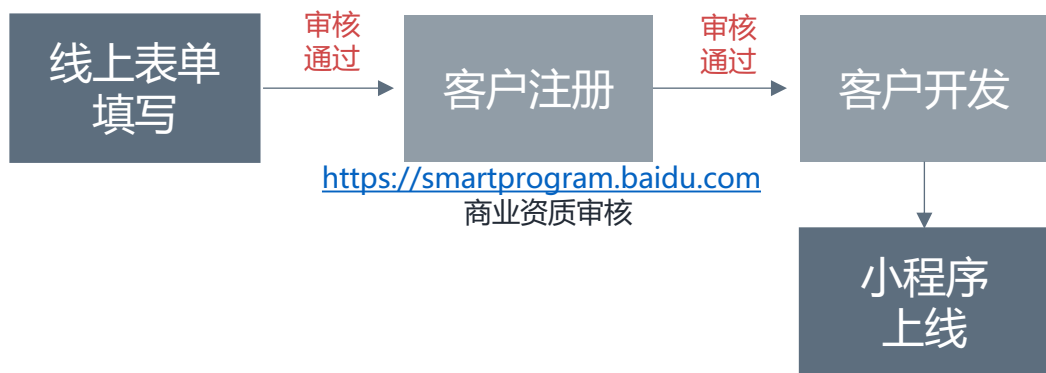 线上表单
填写
审核
通过
客户注册
审核
通过
客户开发
https://smartprogram.baidu.com
商业资质审核
小程序
上线